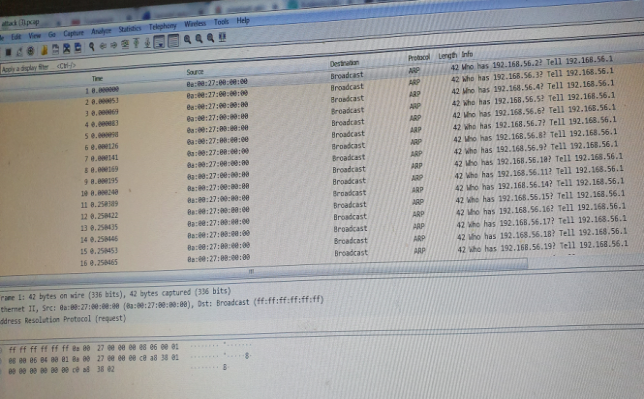 attack (3).pcap
Edit View Go Capture Analyze Statistics Telephony Wireless Tools Help
Apply a display filter <Ctrl-/>
Time Source Destination Protocol Length Info
1 0.000000 0a:00:27:00:00:00 Broadcast ARP 42 Who has 192.168.56.2? Tell 192.168.56.1
2 0.000053 0a:00:27:00:00:00 Broadcast ARP 42 Who has 192.168.56.3? Tell 192.168.56.1
3 0.000069 0a:00:27:00:00:00 Broadcast ARP 42 Who has 192.168.56.4? Tell 192.168.56.1
4 0.000083 0a:00:27:00:00:00 Broadcast ARP 42 Who has 192.168.56.5? Tell 192.168.56.1
5 0.000098 0a:00:27:00:00:00 Broadcast ARP 42 Who has 192.168.56.6? Tell 192.168.56.1
6 0.000126 0a:00:27:00:00:00 Broadcast ARP 42 Who has 192.168.56.7? Tell 192.168.56.1
7 0.000141 0a:00:27:00:00:00 Broadcast ARP 42 Who has 192.168.56.8? Tell 192.168.56.1
8 0.000169 0a:00:27:00:00:00 Broadcast ARP 42 Who has 192.168.56.9? Tell 192.168.56.1
9 0.000195 0a:00:27:00:00:00 Broadcast ARP 42 Who has 192.168.56.10? Tell 192.168.56.1
10 0.000240 0a:00:27:00:00:00 Broadcast ARP 42 Who has 192.168.56.11? Tell 192.168.56.1
11 0.250389 0a:00:27:00:00:00 Broadcast ARP 42 Who has 192.168.56.14? Tell 192.168.56.1
12 0.250422 0a:00:27:00:00:00 Broadcast ARP 42 Who has 192.168.56.15? Tell 192.168.56.1
13 0.250435 0a:00:27:00:00:00 Broadcast ARP 42 Who has 192.168.56.16? Tell 192.168.56.1
14 0.250446 0a:00:27:00:00:00 Broadcast ARP 42 Who has 192.168.56.17? Tell 192.168.56.1
15 0.250453 0a:00:27:00:00:00 Broadcast ARP 42 Who has 192.168.56.18? Tell 192.168.56.1
16 0.250465 0a:00:27:00:00:00 Broadcast ARP 42 Who has 192.168.56.19? Tell 192.168.56.1
rame 1: 42 bytes on wire (336 bits), 42 bytes captured (336 bits)
thernet II, Src: 0a:00:27:00:00:00 (0a:00:27:00:00:00), Dst: Broadcast (ff:ff:ff:ff:ff:ff)
ddress Resolution Protocol (request)
ff ff ff ff ff ff 0a 00 27 00 00 00 08 06 00 01 ........ '.......
08 00 06 04 00 01 0a 00 27 00 00 00 c0 a8 38 01 ........ '.....8.
00 00 00 00 00 00 c0 a8 38 02 ........ 8.